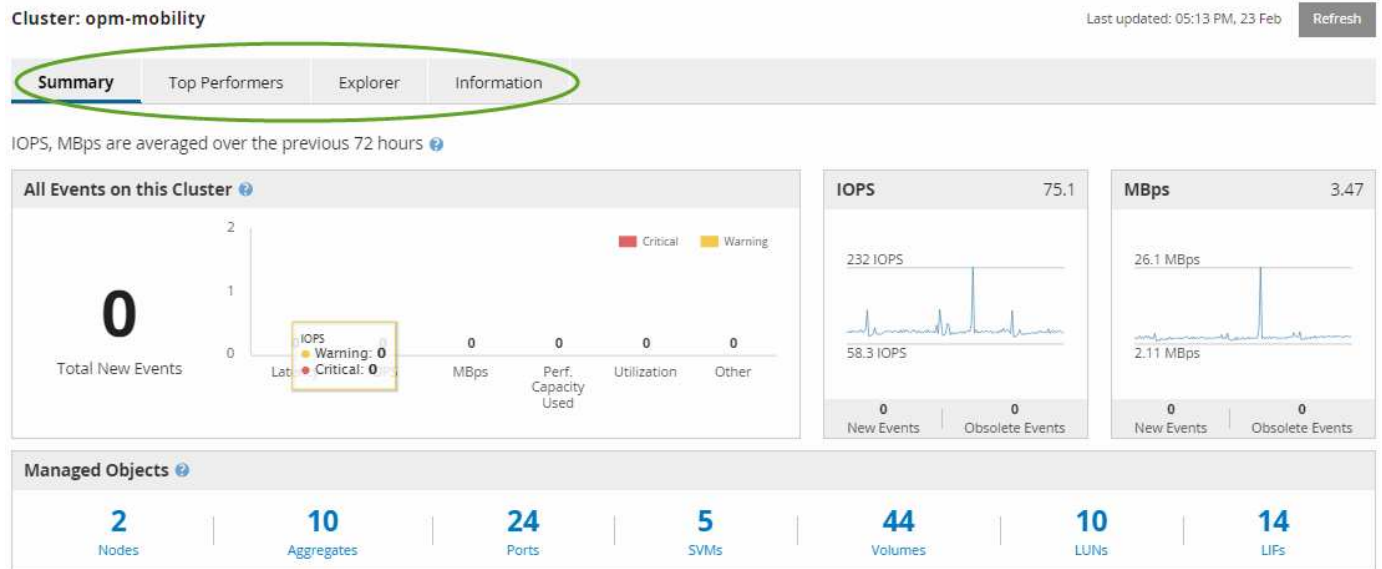 Cluster: opm-mobility
Last updated: 05:13 PM, 23 Feb
Refresh
Summary
Top Performers
Explorer
Information
IOPS, MBps are averaged over the previous 72 hours
All Events on this Cluster
0
Total New Events
Critical
Warning
2
1
0
IOPS
Warning: 0
Critical: 0
0
0
0
0
MBps
Perf.
Capacity
Used
Utilization
Other
IOPS 75.1
232 IOPS
58.3 IOPS
0
New Events
0
Obsolete Events
MBps 3.47
26.1 MBps
2.11 MBps
0
New Events
0
Obsolete Events
Managed Objects
2
Nodes
10
Aggregates
24
Ports
5
SVMs
44
Volumes
10
LUNs
14
LIFs